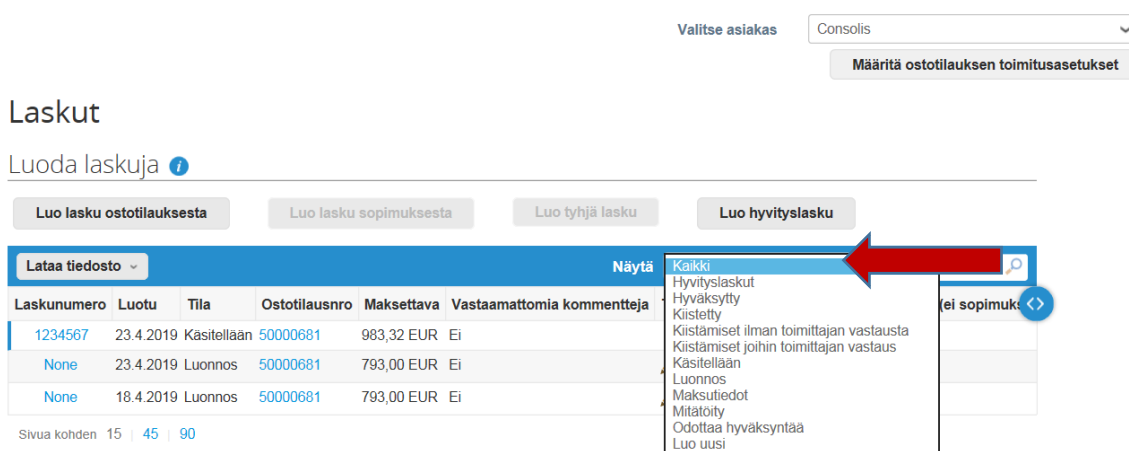 Valitse asiakas Consolis
Määritä ostotilauksen toimitusasetukset
Laskut
Luoda laskuja i
Luo lasku ostotilauksesta Luo lasku sopimuksesta Luo tyhjä lasku Luo hyvityslasku
Lataa tiedosto Näytä Kaikki
Hyvityslaskut
Hyväksytty
Kiistetty
Kiistämiset ilman toimittajan vastausta
Kiistämiset joihin toimittajan vastaus
Käsitellään
Luonnos
Maksutiedot
Mitätöity
Odottaa hyväksyntää
Luo uusi
Laskunumero Luotu Tila Ostotilausnro Maksettava Vastaamattomia kommentteja (ei sopimuks
1234567 23.4.2019 Käsitellään 50000681 983,32 EUR Ei
None 23.4.2019 Luonnos 50000681 793,00 EUR Ei
None 18.4.2019 Luonnos 50000681 793,00 EUR Ei
Sivua kohden 15 | 45 | 90